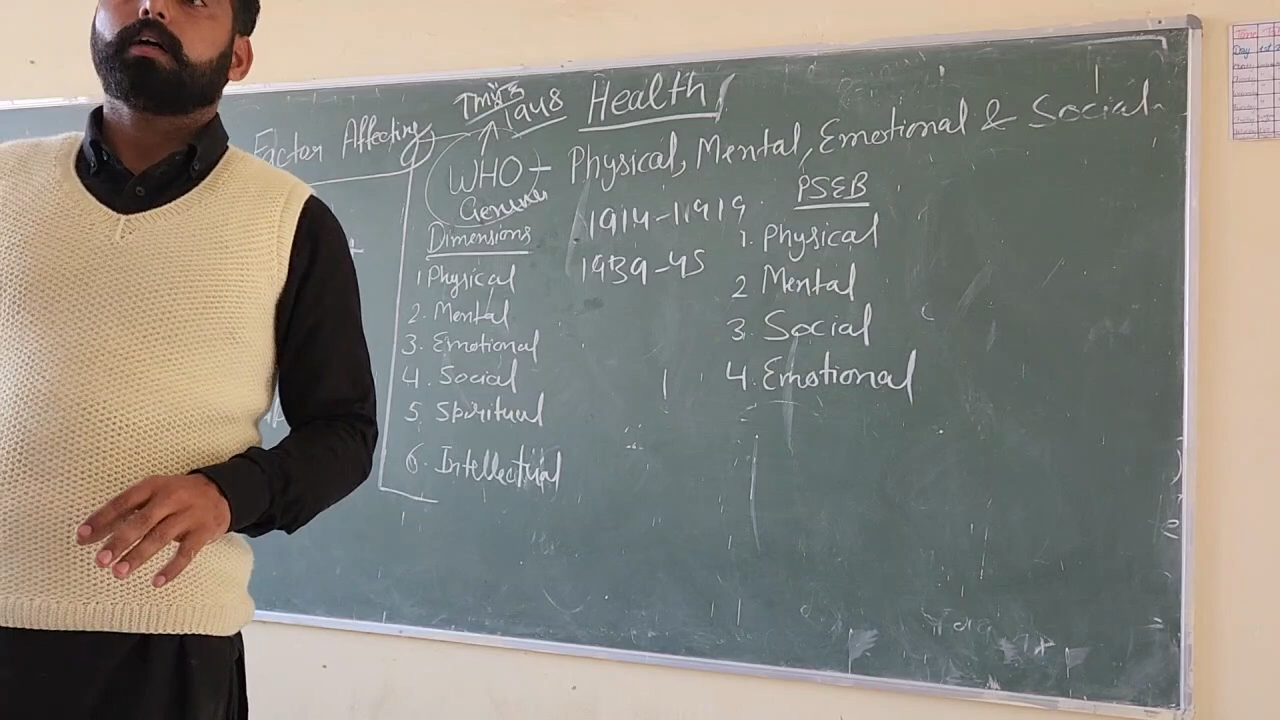 Health
1948
Factor Affecting
WHO - Physical, Mental, Emotional & Social
1914-1919
1939-45
Dimensions
1 Physical
2. Mental
3. Emotional
4. Social
5. Spiritual
6. Intellectual
PSEB
1. Physical
2 Mental
3. Social
4. Emotional
Day